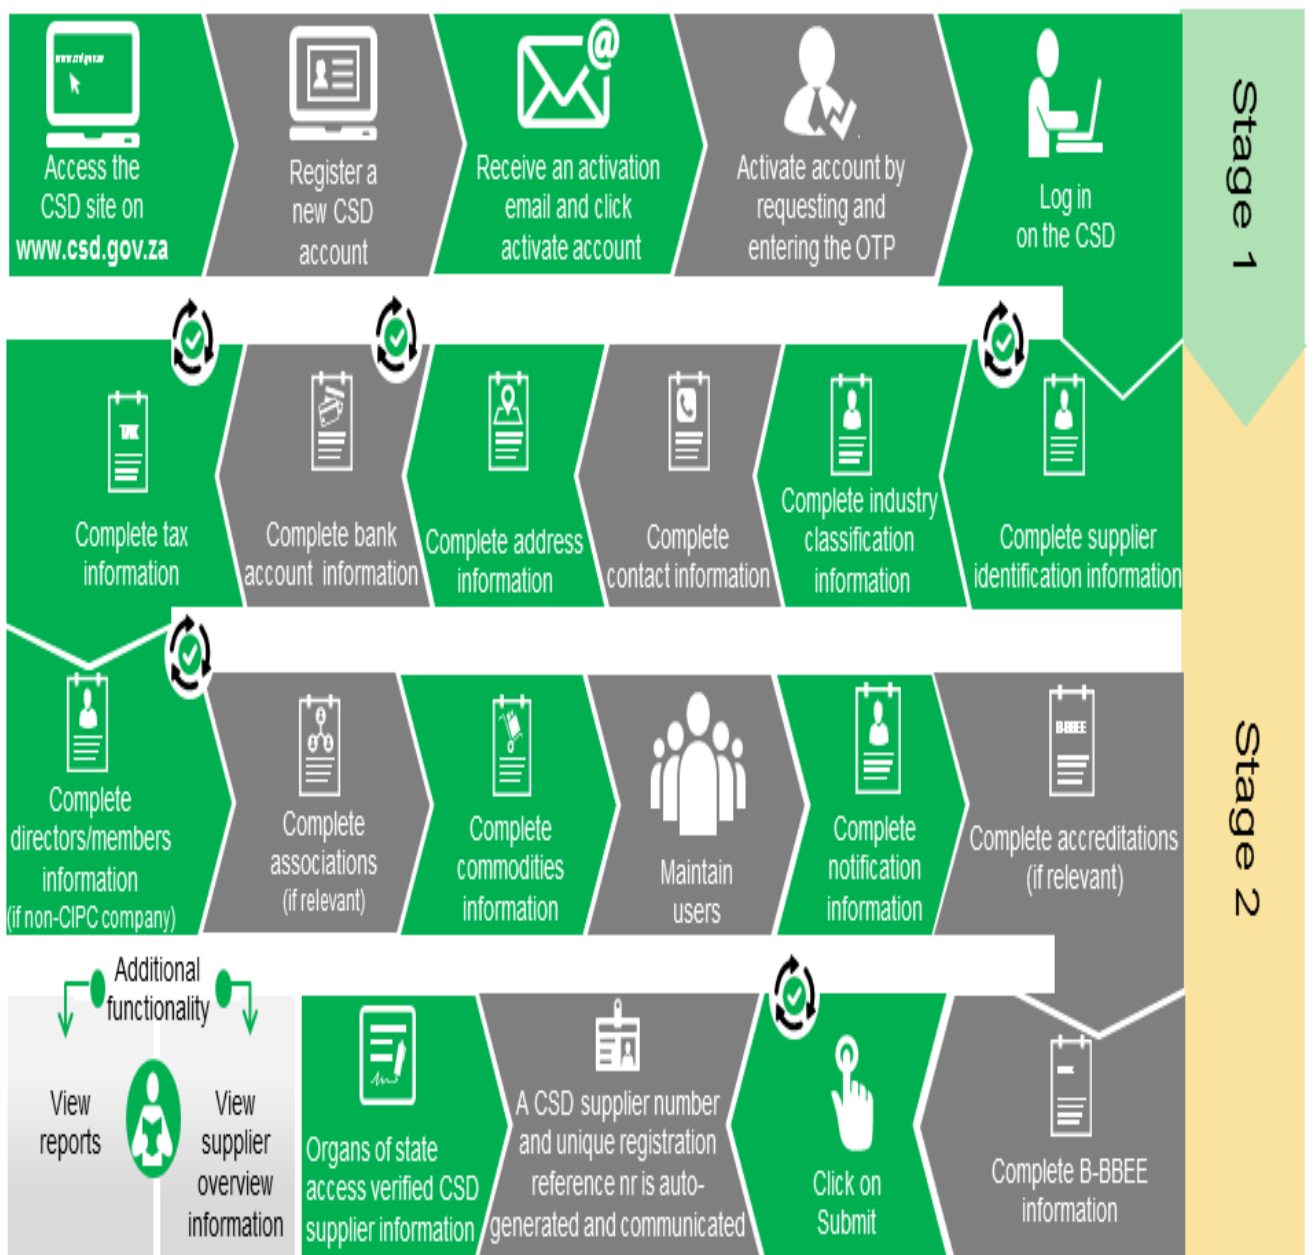 www.csd.gov.za
Access the
CSD site on
www.csd.gov.za
Register a
new CSD
account
@
Receive an activation
email and click
activate account
Activate account by
requesting and
entering the OTP
Log in
on the CSD
Stage 1
TAX
Complete tax
information
Complete bank
account information
Complete address
information
Complete
contact information
Complete industry
classification
information
Complete supplier
identification information
Complete
directors/members
information
(if non-CIPC company)
Complete
associations
(if relevant)
Complete
commodities
information
Maintain
users
Complete
notification
information
B-BBEE
Complete accreditations
(if relevant)
Stage 2
Additional
functionality
View
reports
View
supplier
overview
information
Organs of state
access verified CSD
supplier information
A CSD supplier number
and unique registration
reference nr is auto-
generated and communicated
Click on
Submit
Complete B-BBEE
information